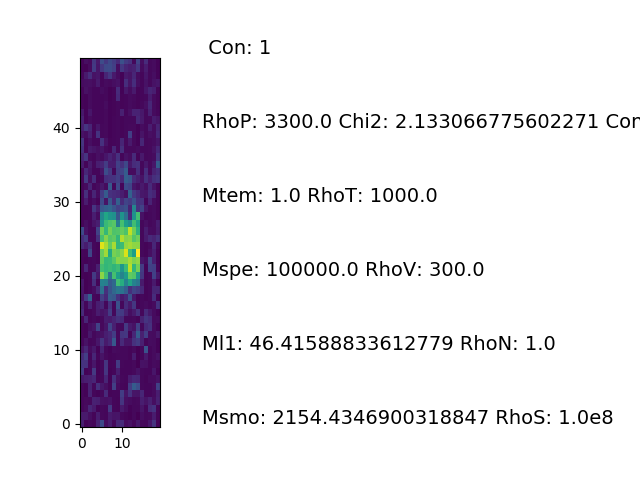 Con: 1
RhoP: 3300.0 Chi2: 2.133066775602271 Con
Mtem: 1.0 RhoT: 1000.0
Mspe: 100000.0 RhoV: 300.0
Ml1: 46.41588833612779 RhoN: 1.0
Msmo: 2154.4346900318847 RhoS: 1.0e8
40
30
20
10
0
0 10